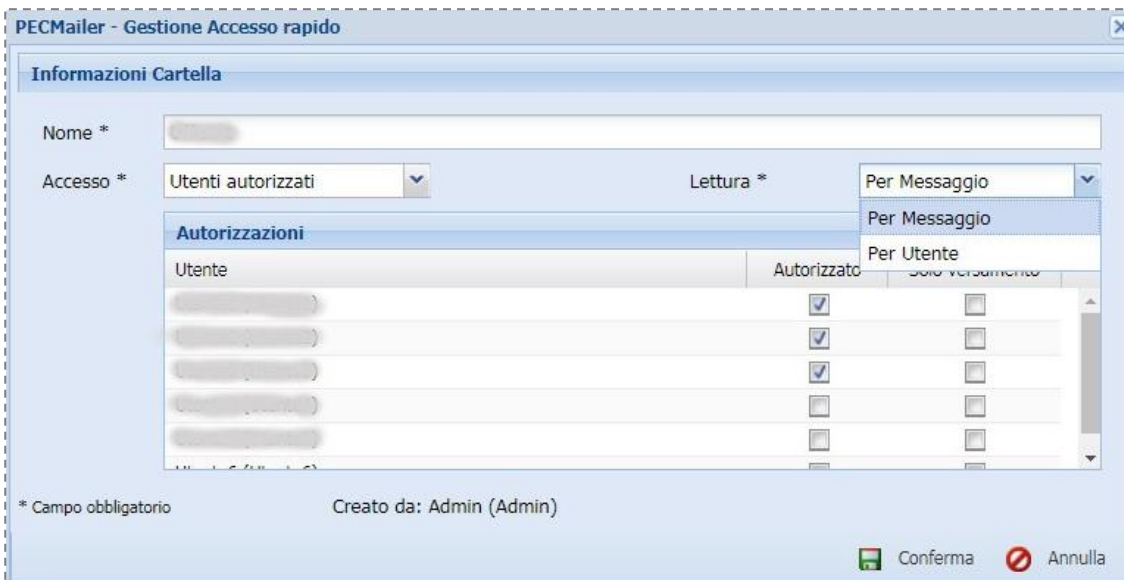 PECMailer - Gestione Accesso rapido
Informazioni Cartella
Nome *
Accesso * Utenti autorizzati Lettura * Per Messaggio
Per Messaggio
Per Utente
Autorizzazioni
Utente Autorizzato
* Campo obbligatorio Creato da: Admin (Admin)
Conferma Annulla